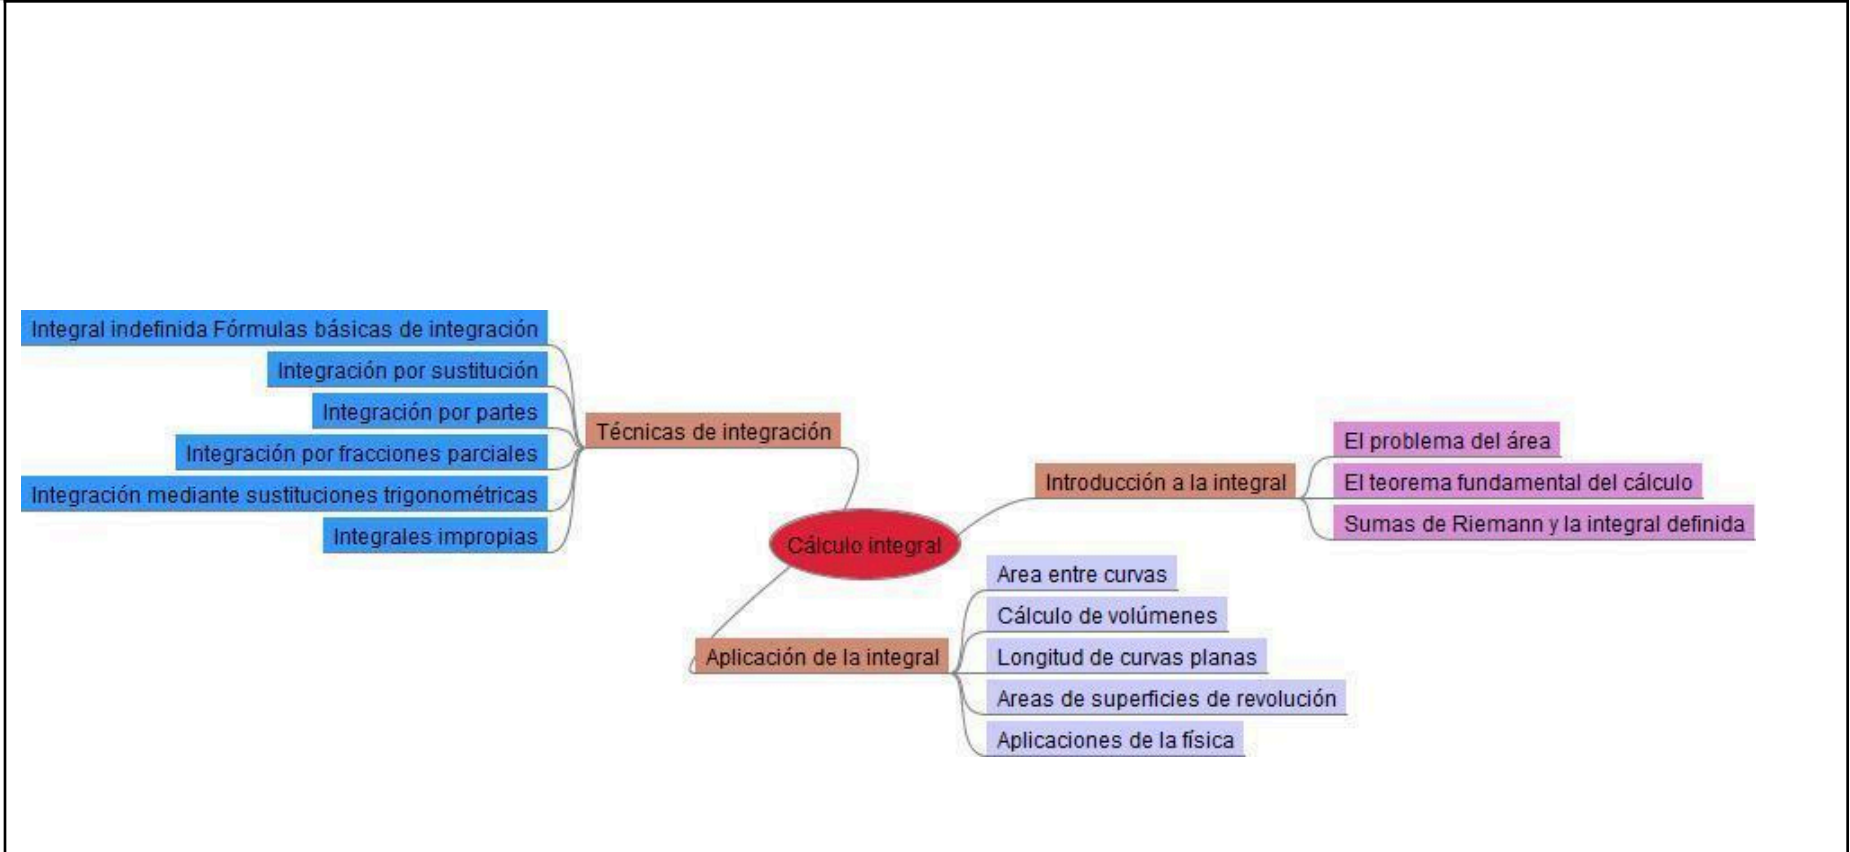 Integral indefinida Fórmulas básicas de integración
Integración por sustitución
Integración por partes
Integración por fracciones parciales
Integración mediante sustituciones trigonométricas
Integrales impropias
Técnicas de integración
Cálculo integral
Introducción a la integral
El problema del área
El teorema fundamental del cálculo
Sumas de Riemann y la integral definida
Aplicación de la integral
Area entre curvas
Cálculo de volúmenes
Longitud de curvas planas
Areas de superficies de revolución
Aplicaciones de la física